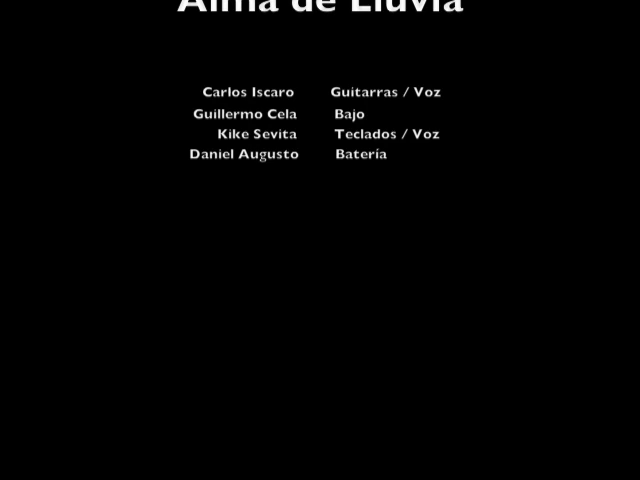 Alma de Lluvia
Carlos Iscaro Guitarras / Voz
Guillermo Cela Bajo
Kike Sevita Teclados / Voz
Daniel Augusto Batería